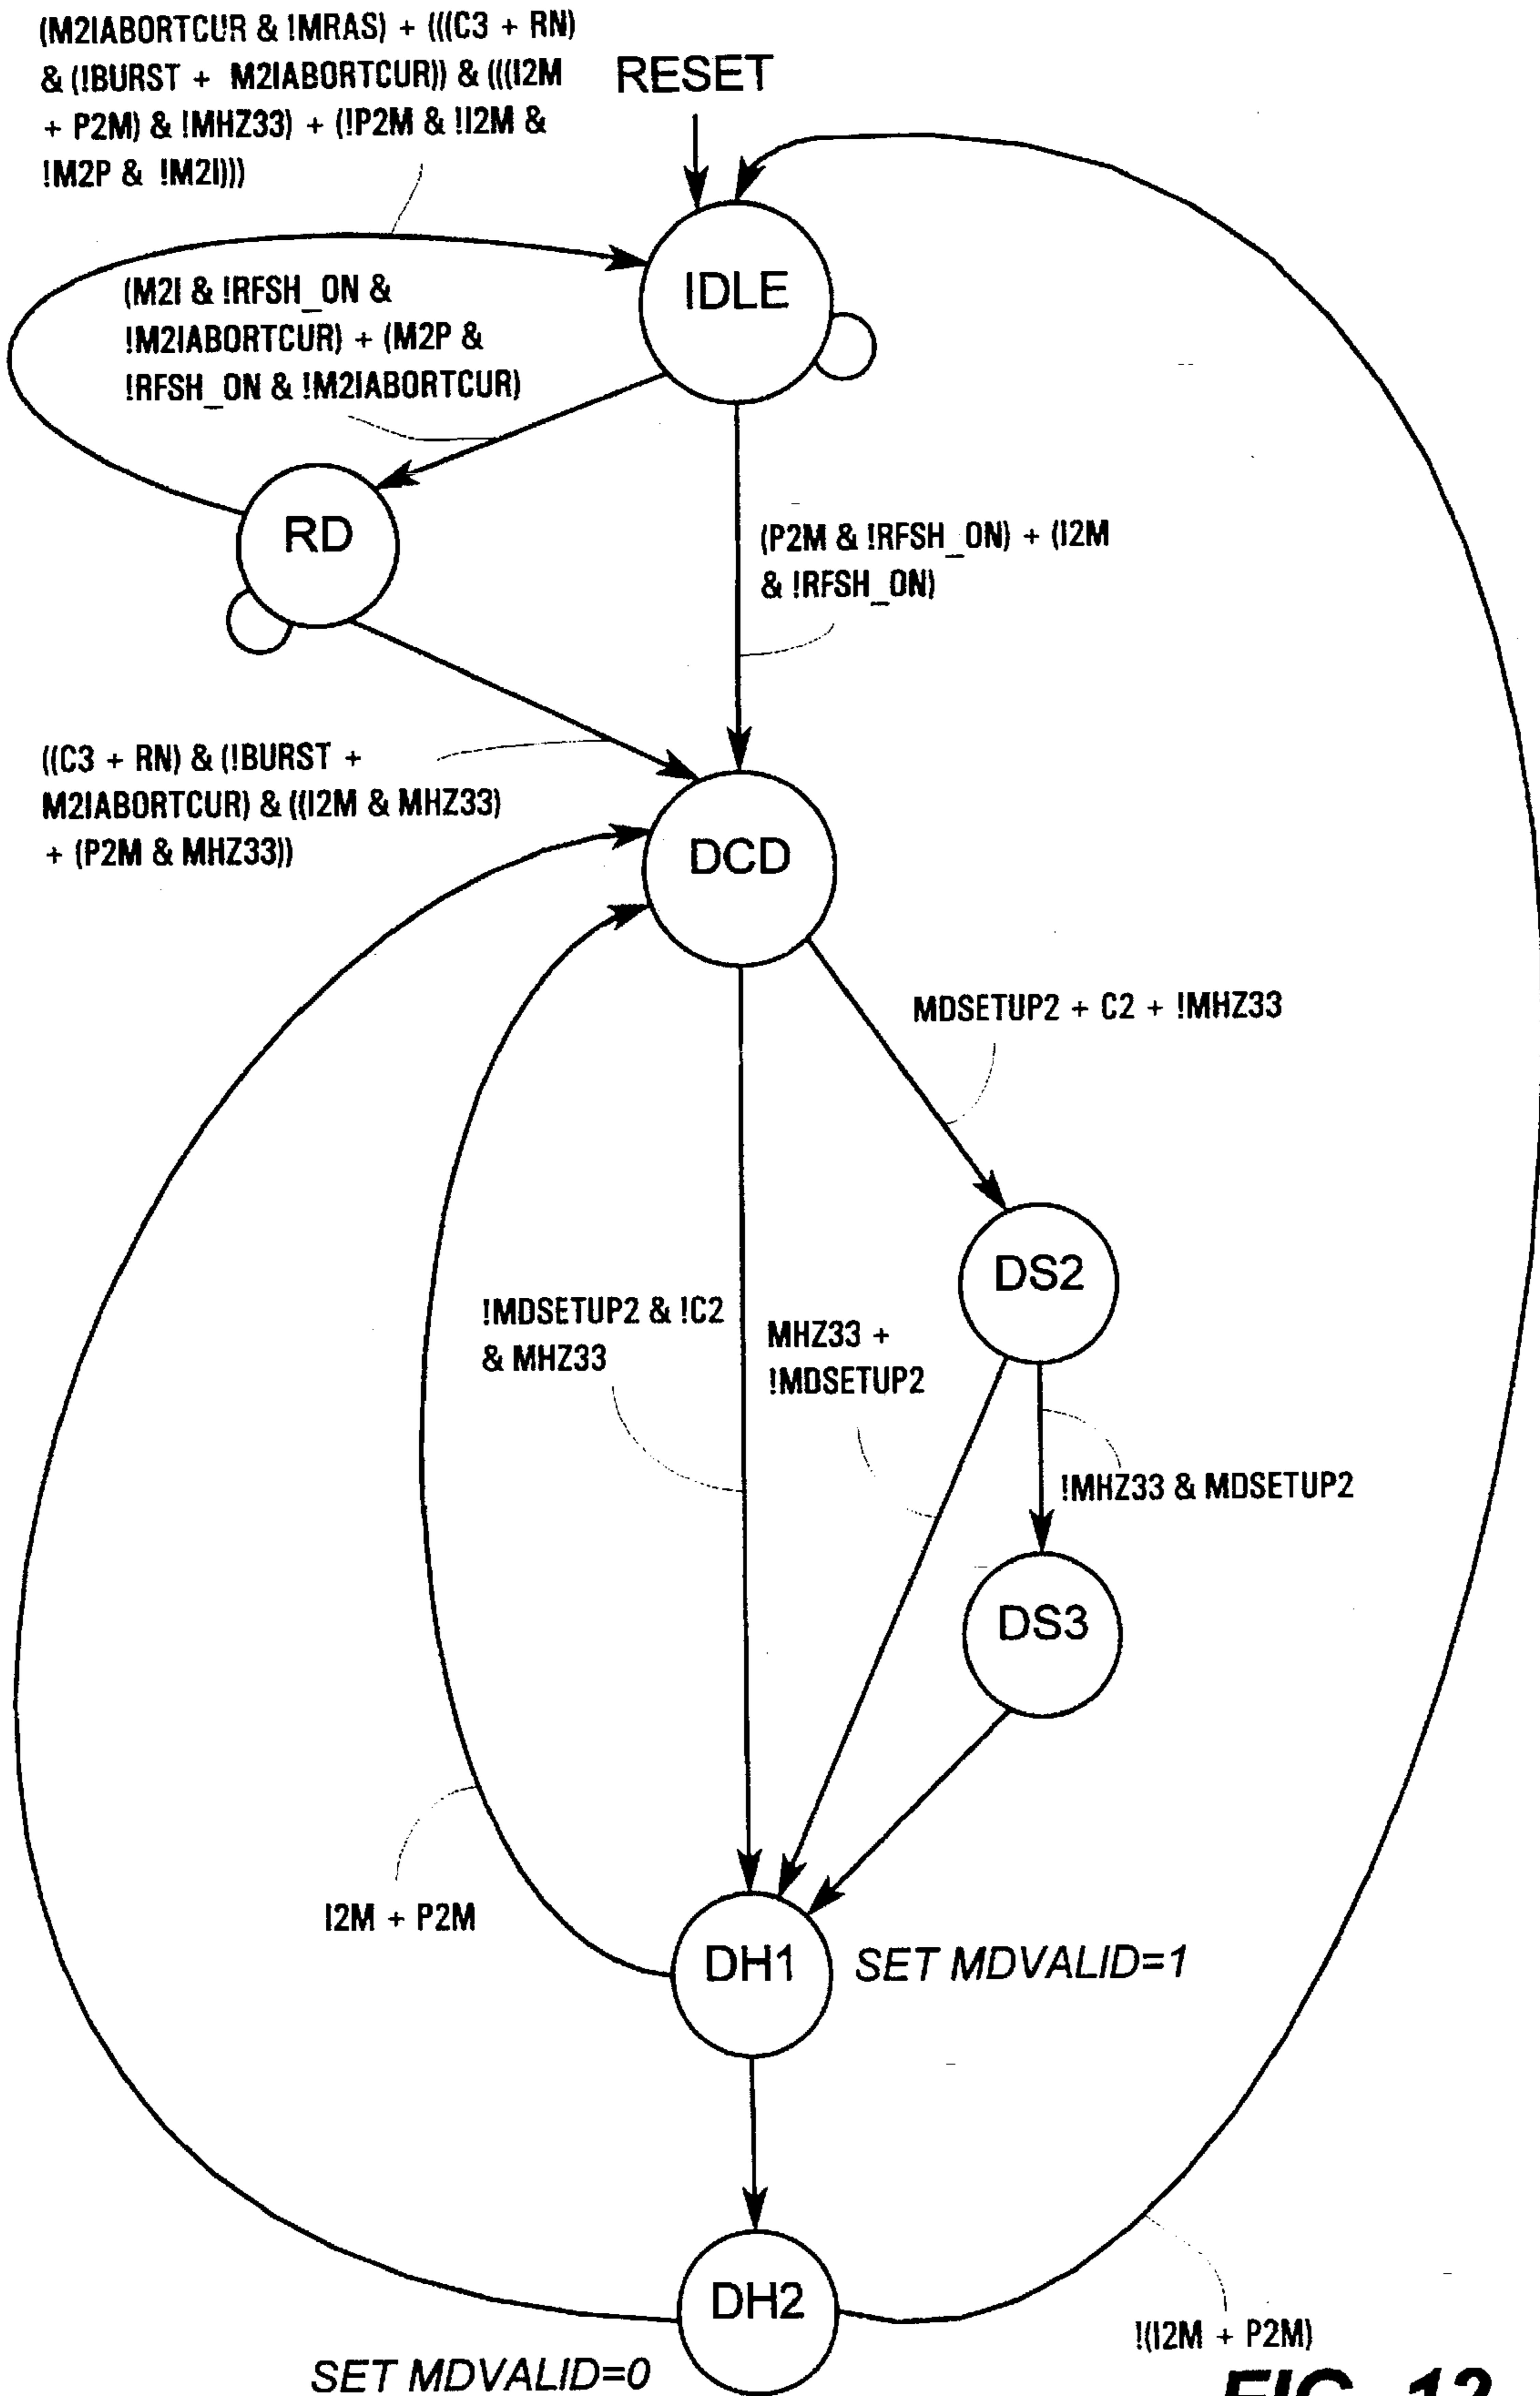 (M2IABORTCUR & !MRAS) + (((C3 + RN)
& (!BURST + M2IABORTCUR)) & (((I2M
+ P2M) & !MHZ33) + (!P2M & !I2M &
!M2P & !M2I)))
RESET
IDLE
(M2I & !RFSH_ON &
!M2IABORTCUR) + (M2P &
!RFSH_ON & !M2IABORTCUR)
RD
(P2M & !RFSH_ON) + (I2M
& !RFSH_ON)
((C3 + RN) & (!BURST +
M2IABORTCUR) & ((I2M & MHZ33)
+ (P2M & MHZ33))
DCD
MDSETUP2 + C2 + !MHZ33
DS2
!MDSETUP2 & !C2
& MHZ33
MHZ33 +
!MDSETUP2
!MHZ33 & MDSETUP2
DS3
I2M + P2M
DH1
SET MDVALID=1
DH2
SET MDVALID=0
!(I2M + P2M)
FIG. 12